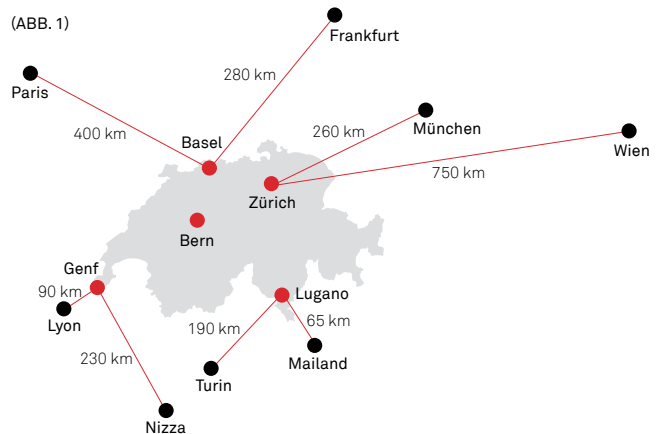 (ABB. 1)
Frankfurt
280 km
Paris
400 km
Basel
260 km
München
Wien
750 km
Zürich
Bern
Genf
90 km
Lyon
Lugano
190 km
65 km
Mailand
230 km
Turin
Nizza